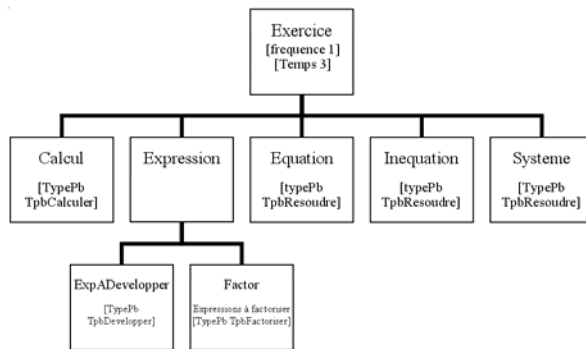 Exercice
[frequence 1]
[Temps 3]
Calcul
[TypePb
TpbCalculer]
Expression
Equation
[typePb
TpbResoudre]
Inequation
[typePb
TpbResoudre]
Systeme
[TypePb
TpbResoudre]
ExpADevelopper
[TypePb
TpbDevelopper]
Factor
Expressions à factoriser
[TypePb TpbFactoriser]